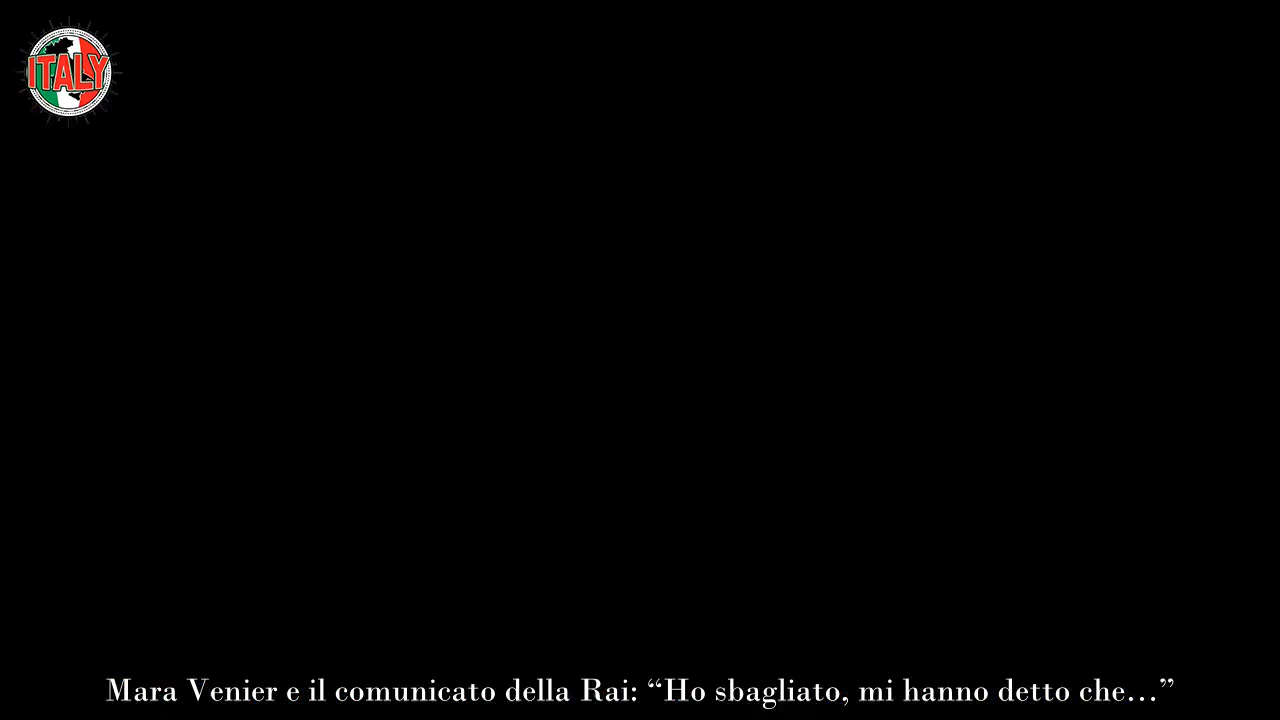 ITALY
Mara Venier e il comunicato della Rai: “Ho sbagliato, mi hanno detto che…”